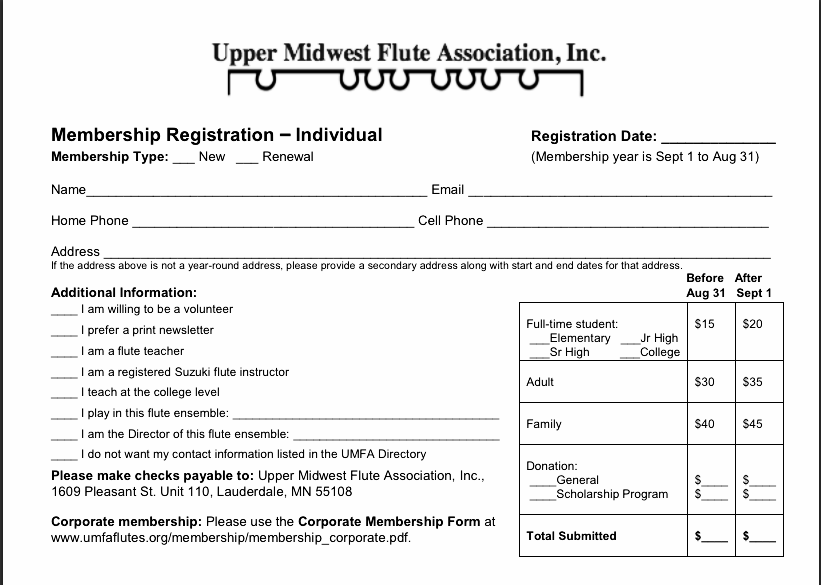 Upper Midwest Flute Association, Inc.
Membership Registration – Individual
Registration Date: _______________
Membership Type: ___ New ___ Renewal
(Membership year is Sept 1 to Aug 31)
Name______________________________________________ Email _________________________________________
Home Phone ______________________________________ Cell Phone ______________________________________
Address __________________________________________________________________________________________
If the address above is not a year-round address, please provide a secondary address along with start and end dates for that address.
Additional Information:
____ I am willing to be a volunteer
____ I prefer a print newsletter
____ I am a flute teacher
____ I am a registered Suzuki flute instructor
____ I teach at the college level
____ I play in this flute ensemble: ________________________________________
____ I am the Director of this flute ensemble: _______________________________
____ I do not want my contact information listed in the UMFA Directory
Please make checks payable to: Upper Midwest Flute Association, Inc.,
1609 Pleasant St. Unit 110, Lauderdale, MN 55108
Corporate membership: Please use the Corporate Membership Form at
www.umfaflutes.org/membership/membership_corporate.pdf.
Before After
Aug 31 Sept 1
Full-time student: $15 $20
___Elementary ___Jr High
___Sr High ___College
Adult $30 $35
Family $40 $45
Donation:
____General $____ $____
____Scholarship Program $____ $____
Total Submitted $____ $____